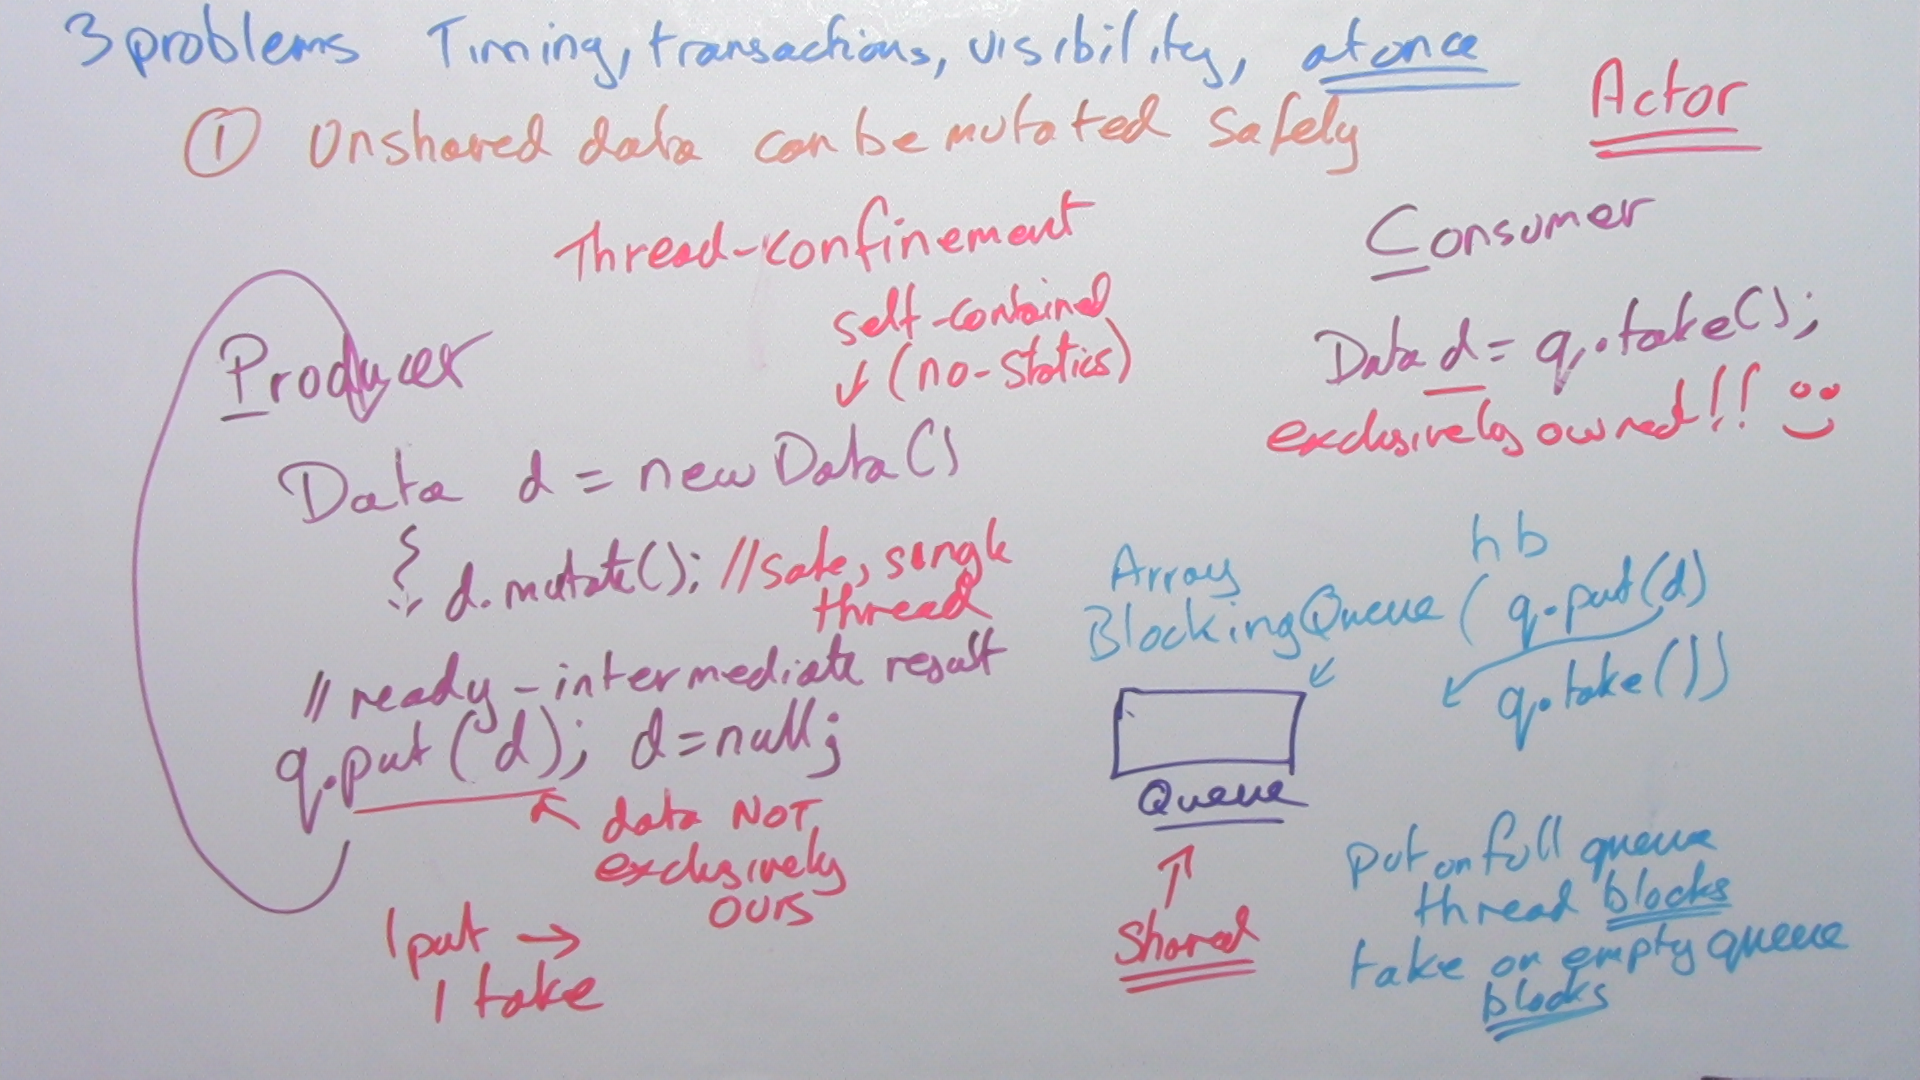 3 problems Timing, transactions, visibility, at once
① Unshared data can be mutated safely
Actor
Thread-confinement
self-contained
(no-statics)
Producer
Data d = new Data()
{ d.mutate(); //safe, single
thread
// ready - intermediate result
q.put(d); d=null;
data NOT
exclusively
OURS
1 put →
1 take
Consumer
Data d = q.take();
exclusively owned!!
hb
Array
BlockingQueue ( q.put(d)
q.take())
Queue
Shared
put on full queue
thread blocks
take on empty queue
blocks